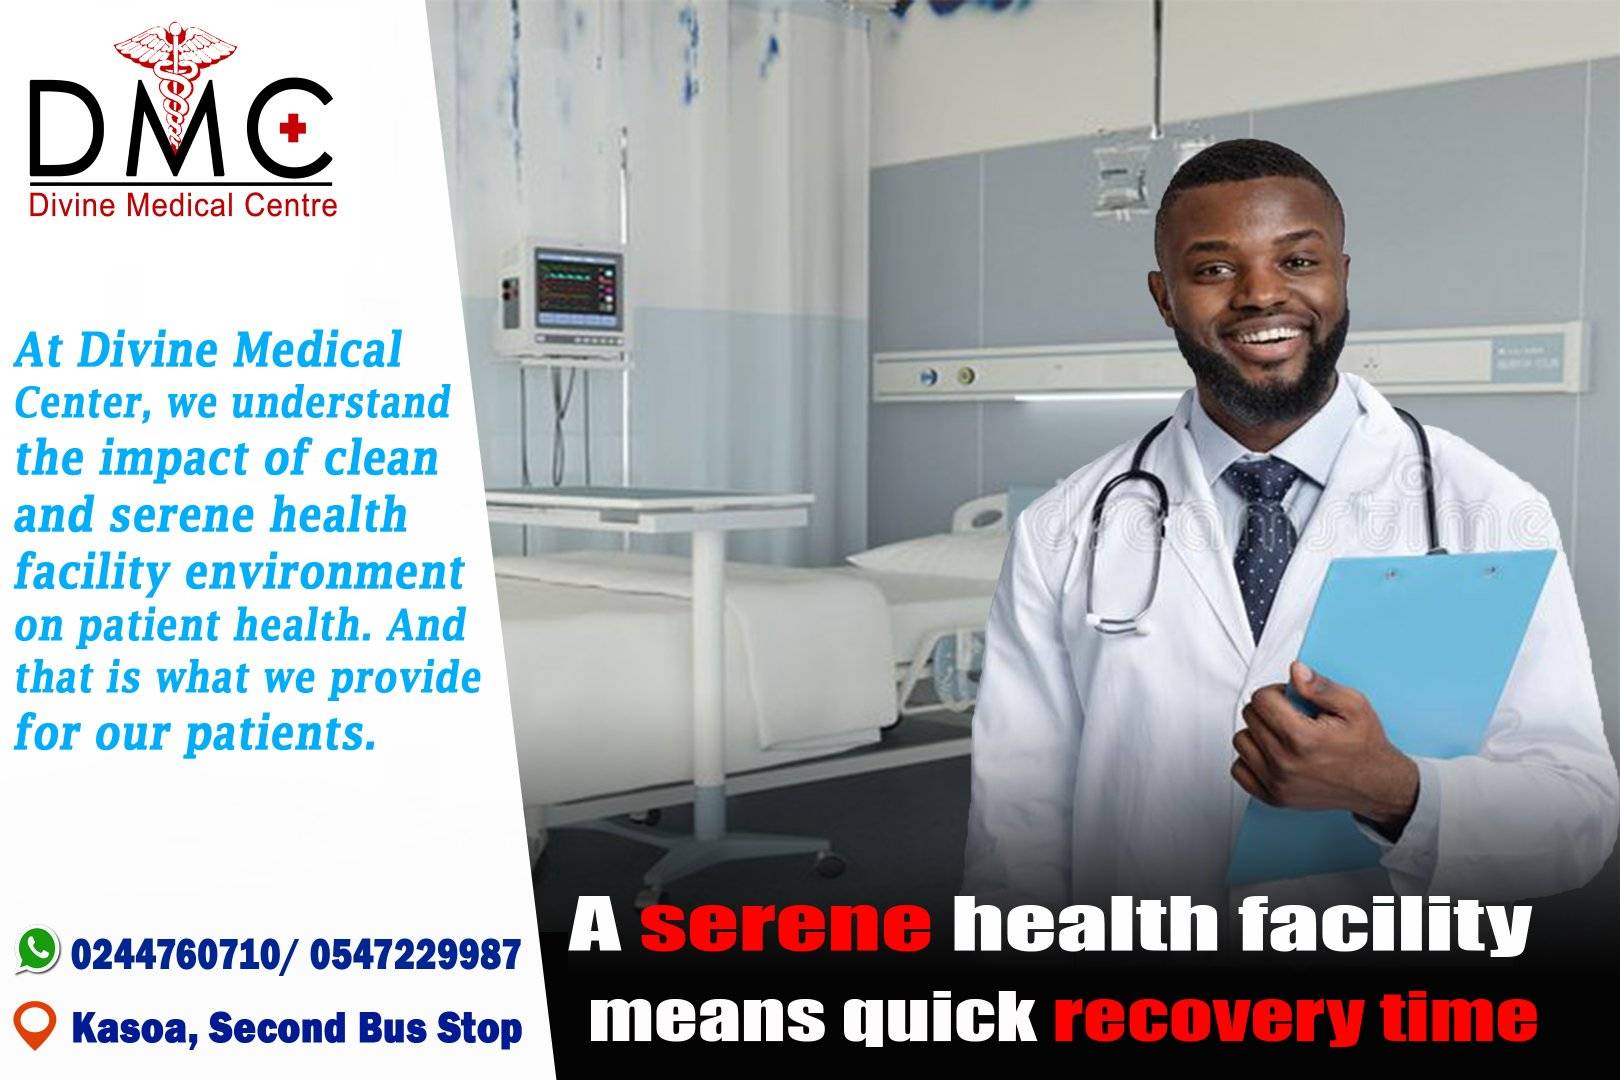 DMC
Divine Medical Centre
At Divine Medical
Center, we understand
the impact of clean
and serene health
facility environment
on patient health. And
that is what we provide
for our patients.
0244760710/ 0547229987
Kasoa, Second Bus Stop
dreamstime
A serene health facility
means quick recovery time